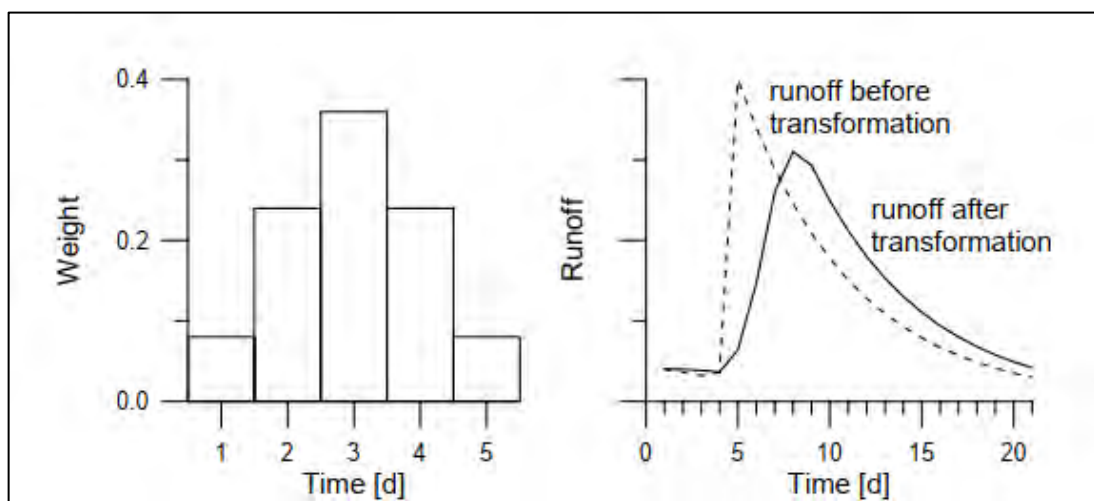 0.4
0.2
0.0
Weight
1 2 3 4 5
Time [d]
runoff before
transformation
runoff after
transformation
Runoff
0 5 10 15 20
Time [d]